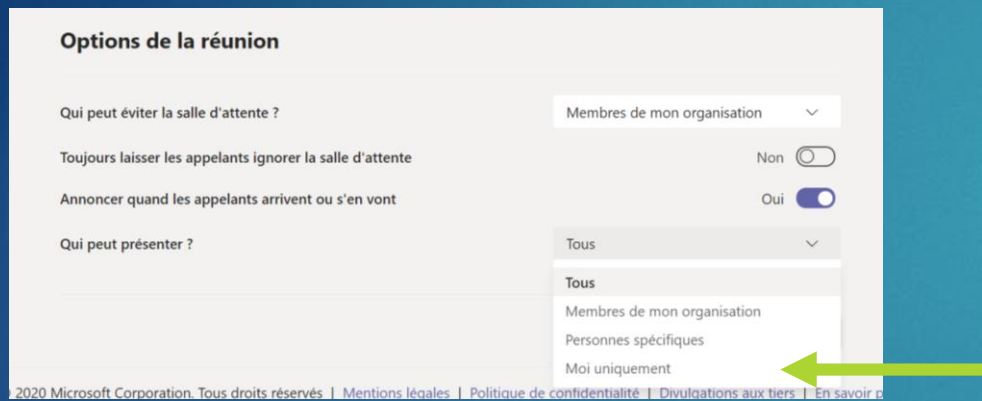 Options de la réunion
Qui peut éviter la salle d'attente ? Membres de mon organisation
Toujours laisser les appelants ignorer la salle d'attente Non
Annoncer quand les appelants arrivent ou s'en vont Oui
Qui peut présenter ? Tous
Tous
Membres de mon organisation
Personnes spécifiques
Moi uniquement
2020 Microsoft Corporation. Tous droits réservés | Mentions légales | Politique de confidentialité | Divulgations aux tiers | En savoir p